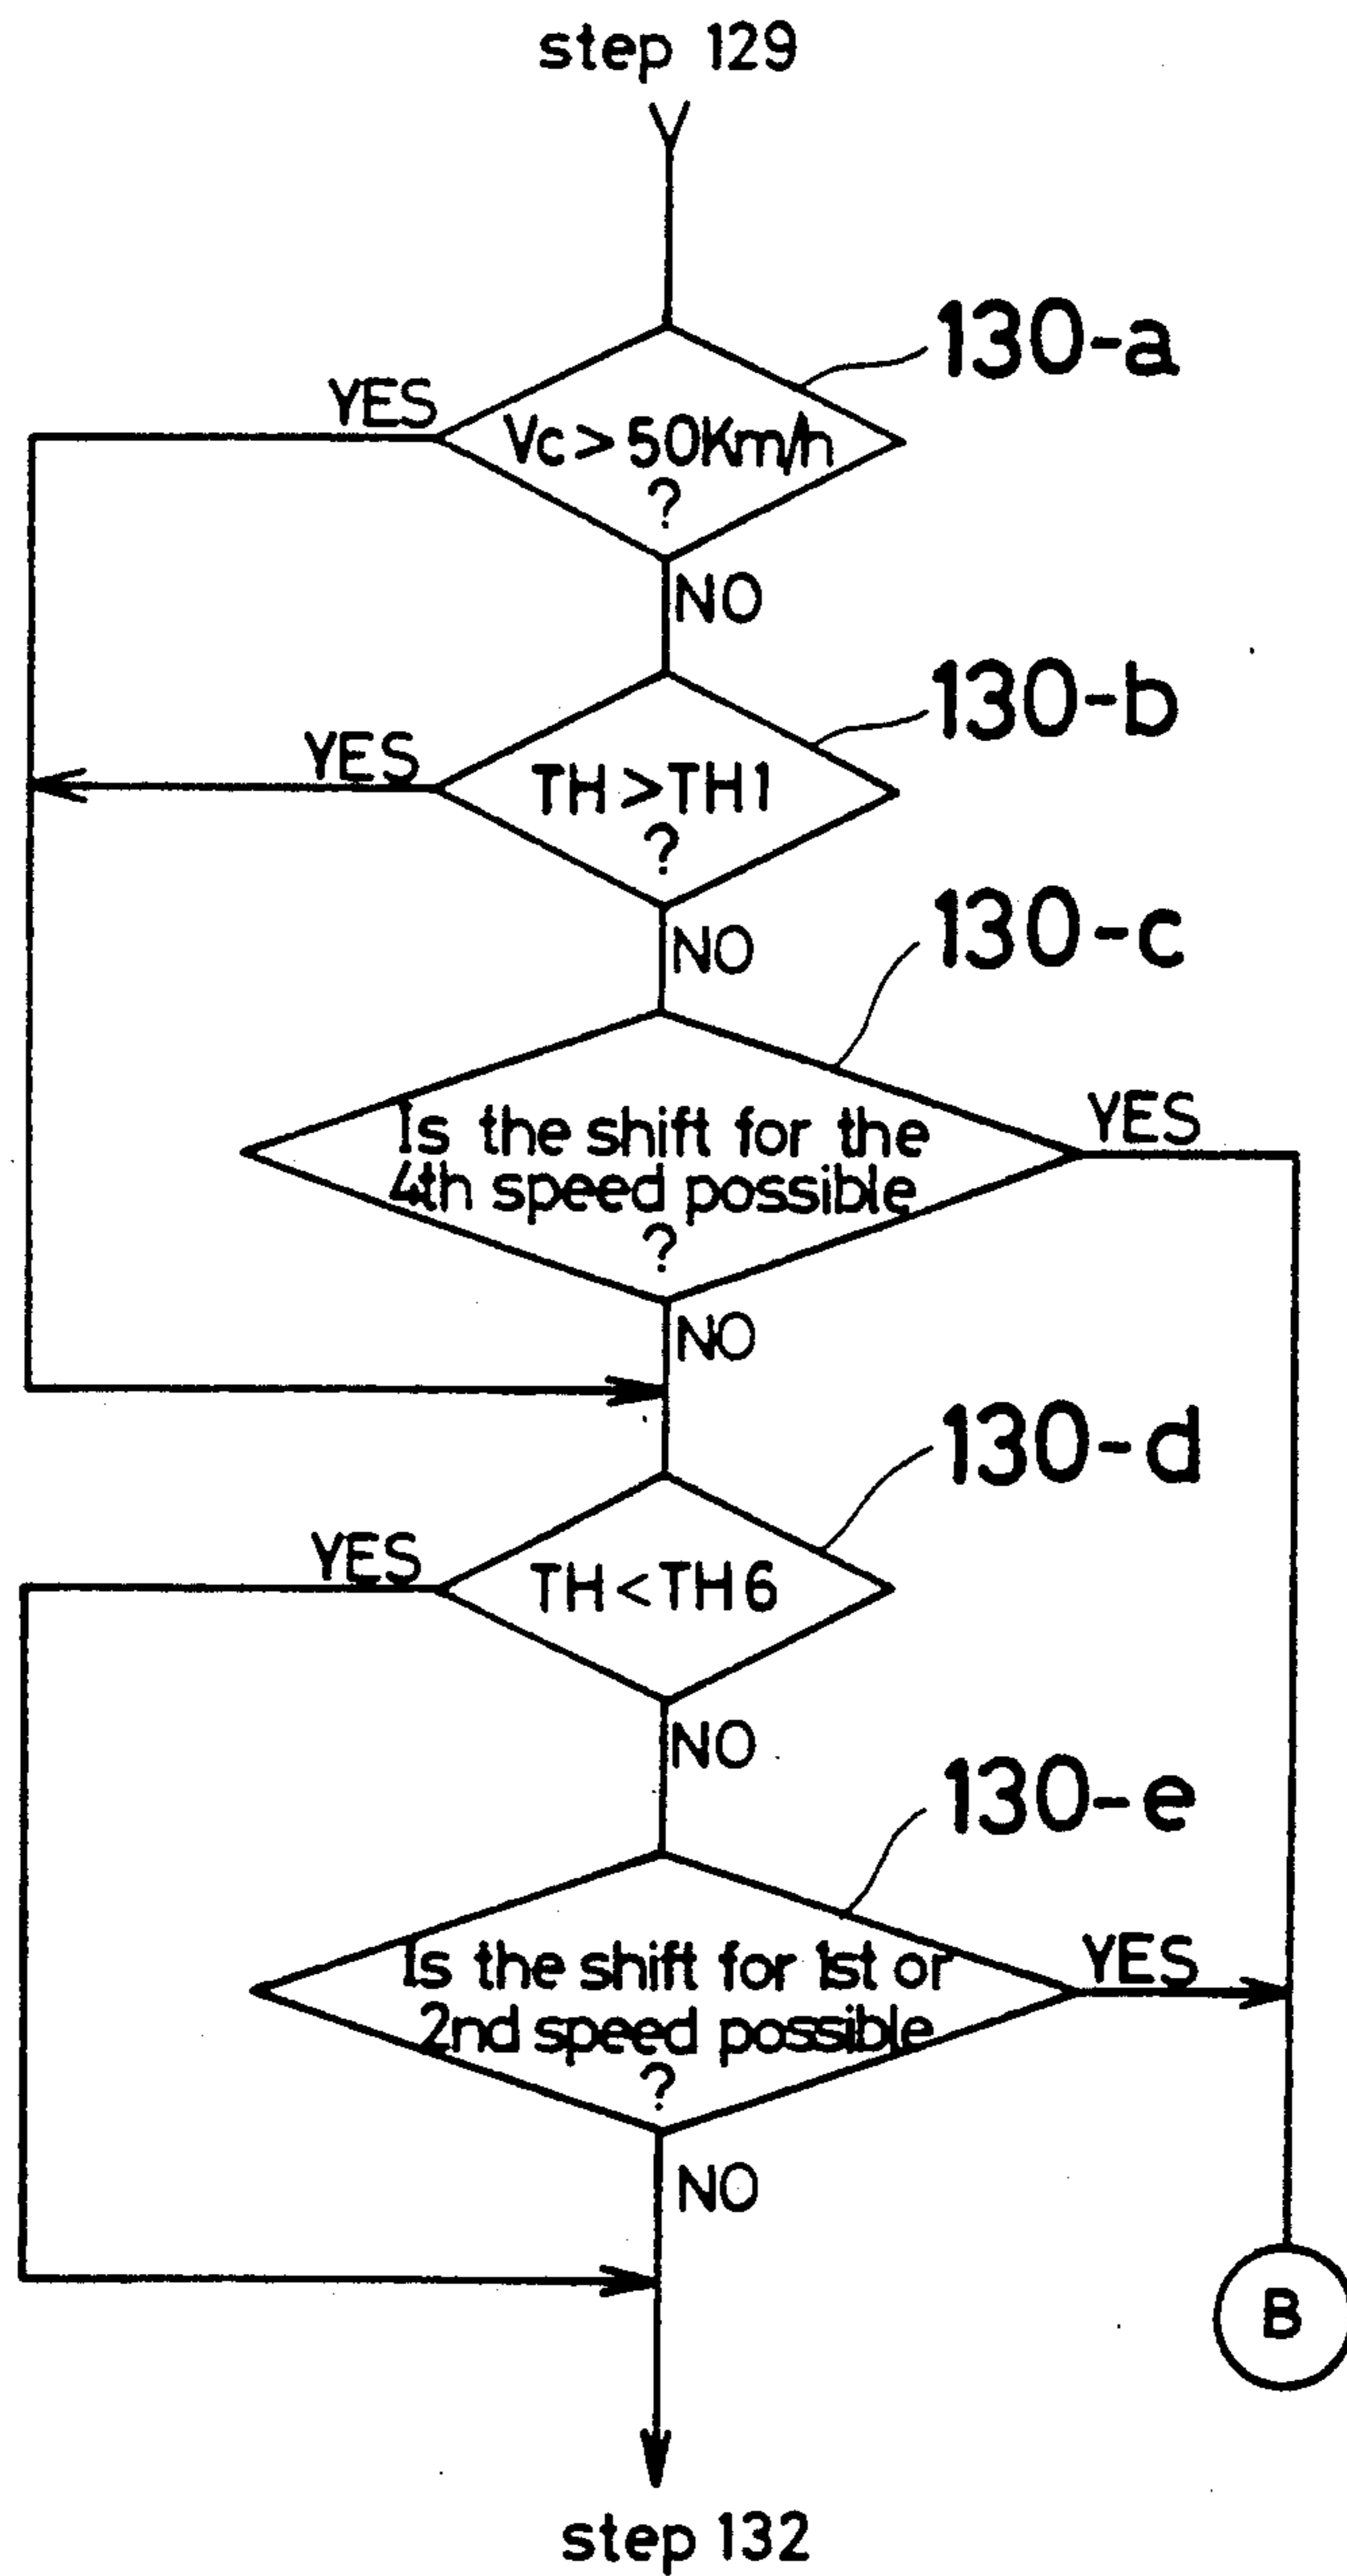 step 129
130-a
YES
Vc>50Km/h
?
NO
130-b
YES
TH>TH1
?
NO
130-c
Is the shift for the
4th speed possible
?
YES
NO
130-d
YES
TH<TH6
NO
130-e
Is the shift for 1st or
2nd speed possible
?
YES
NO
B
step 132